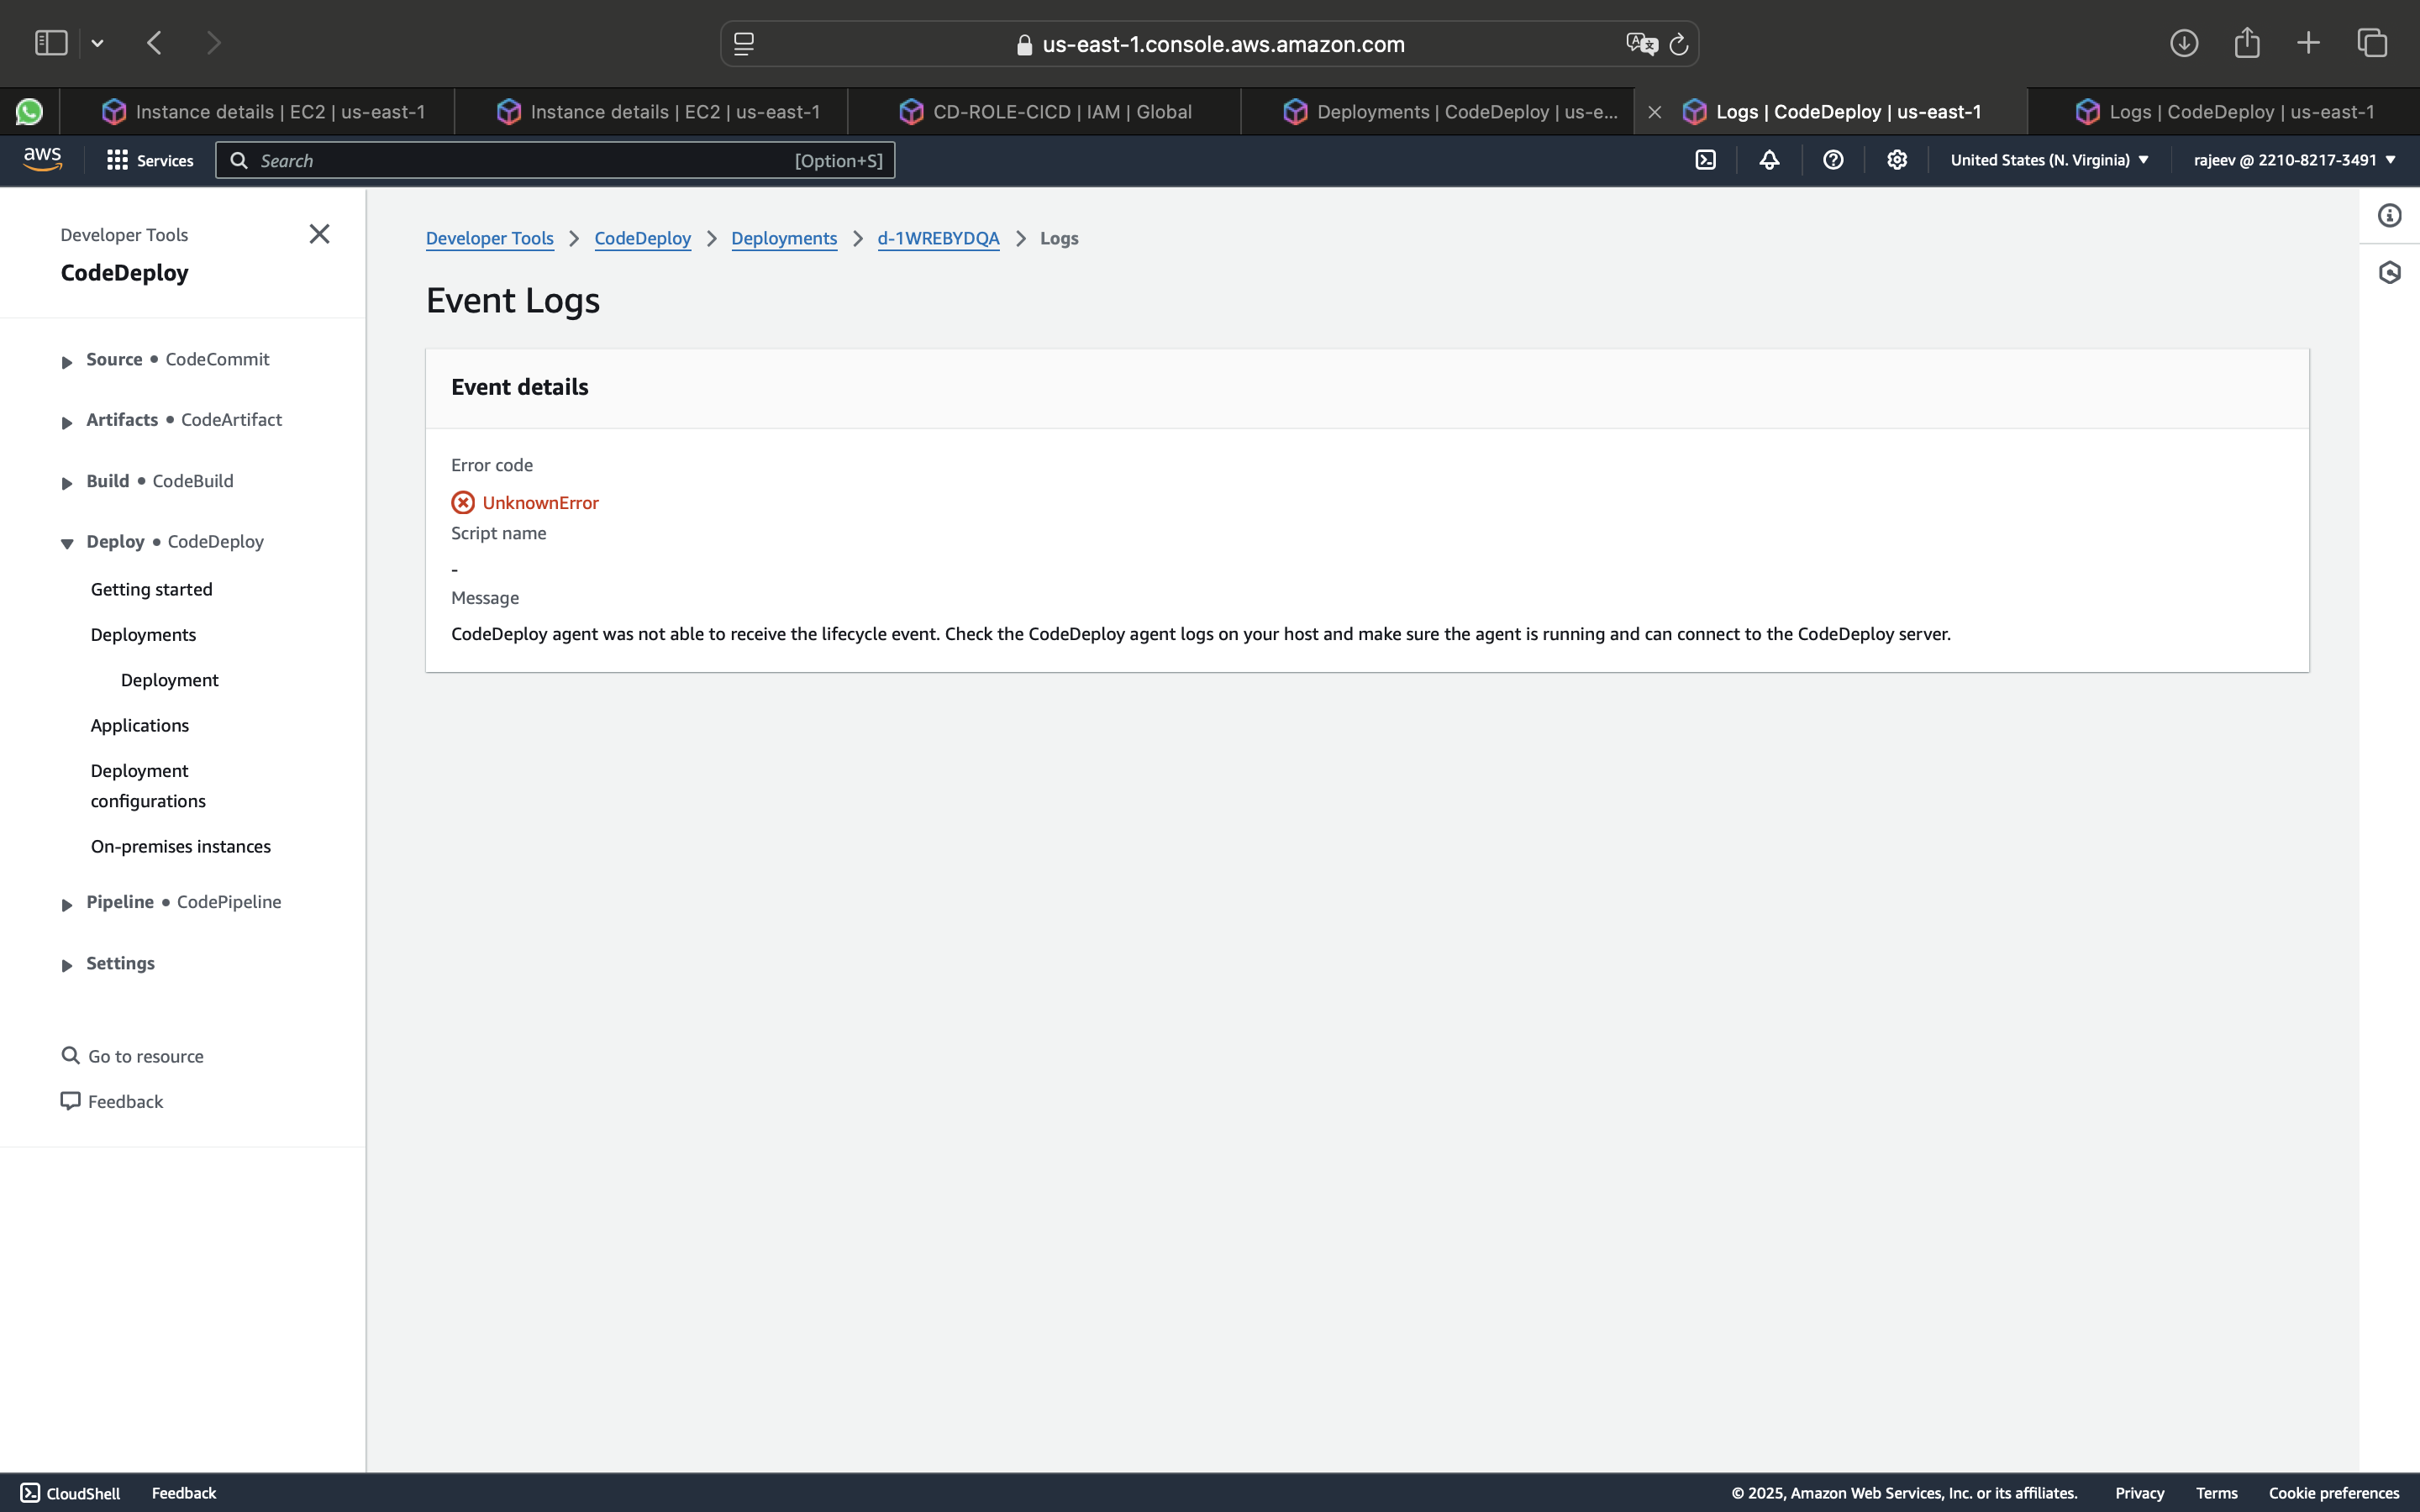 us-east-1.console.aws.amazon.com
Instance details | EC2 | us-east-1
Instance details | EC2 | us-east-1
CD-ROLE-CICD | IAM | Global
Deployments | CodeDeploy | us-e...
Logs | CodeDeploy | us-east-1
Logs | CodeDeploy | us-east-1
aws
Services
Search
[Option+S]
United States (N. Virginia)
rajeev @ 2210-8217-3491
Developer Tools
CodeDeploy
Source • CodeCommit
Artifacts • CodeArtifact
Build • CodeBuild
Deploy • CodeDeploy
Getting started
Deployments
Deployment
Applications
Deployment
configurations
On-premises instances
Pipeline • CodePipeline
Settings
Go to resource
Feedback
Developer Tools > CodeDeploy > Deployments > d-1WREBYDQA > Logs
Event Logs
Event details
Error code
UnknownError
Script name
-
Message
CodeDeploy agent was not able to receive the lifecycle event. Check the CodeDeploy agent logs on your host and make sure the agent is running and can connect to the CodeDeploy server.
CloudShell
Feedback
© 2025, Amazon Web Services, Inc. or its affiliates.
Privacy
Terms
Cookie preferences